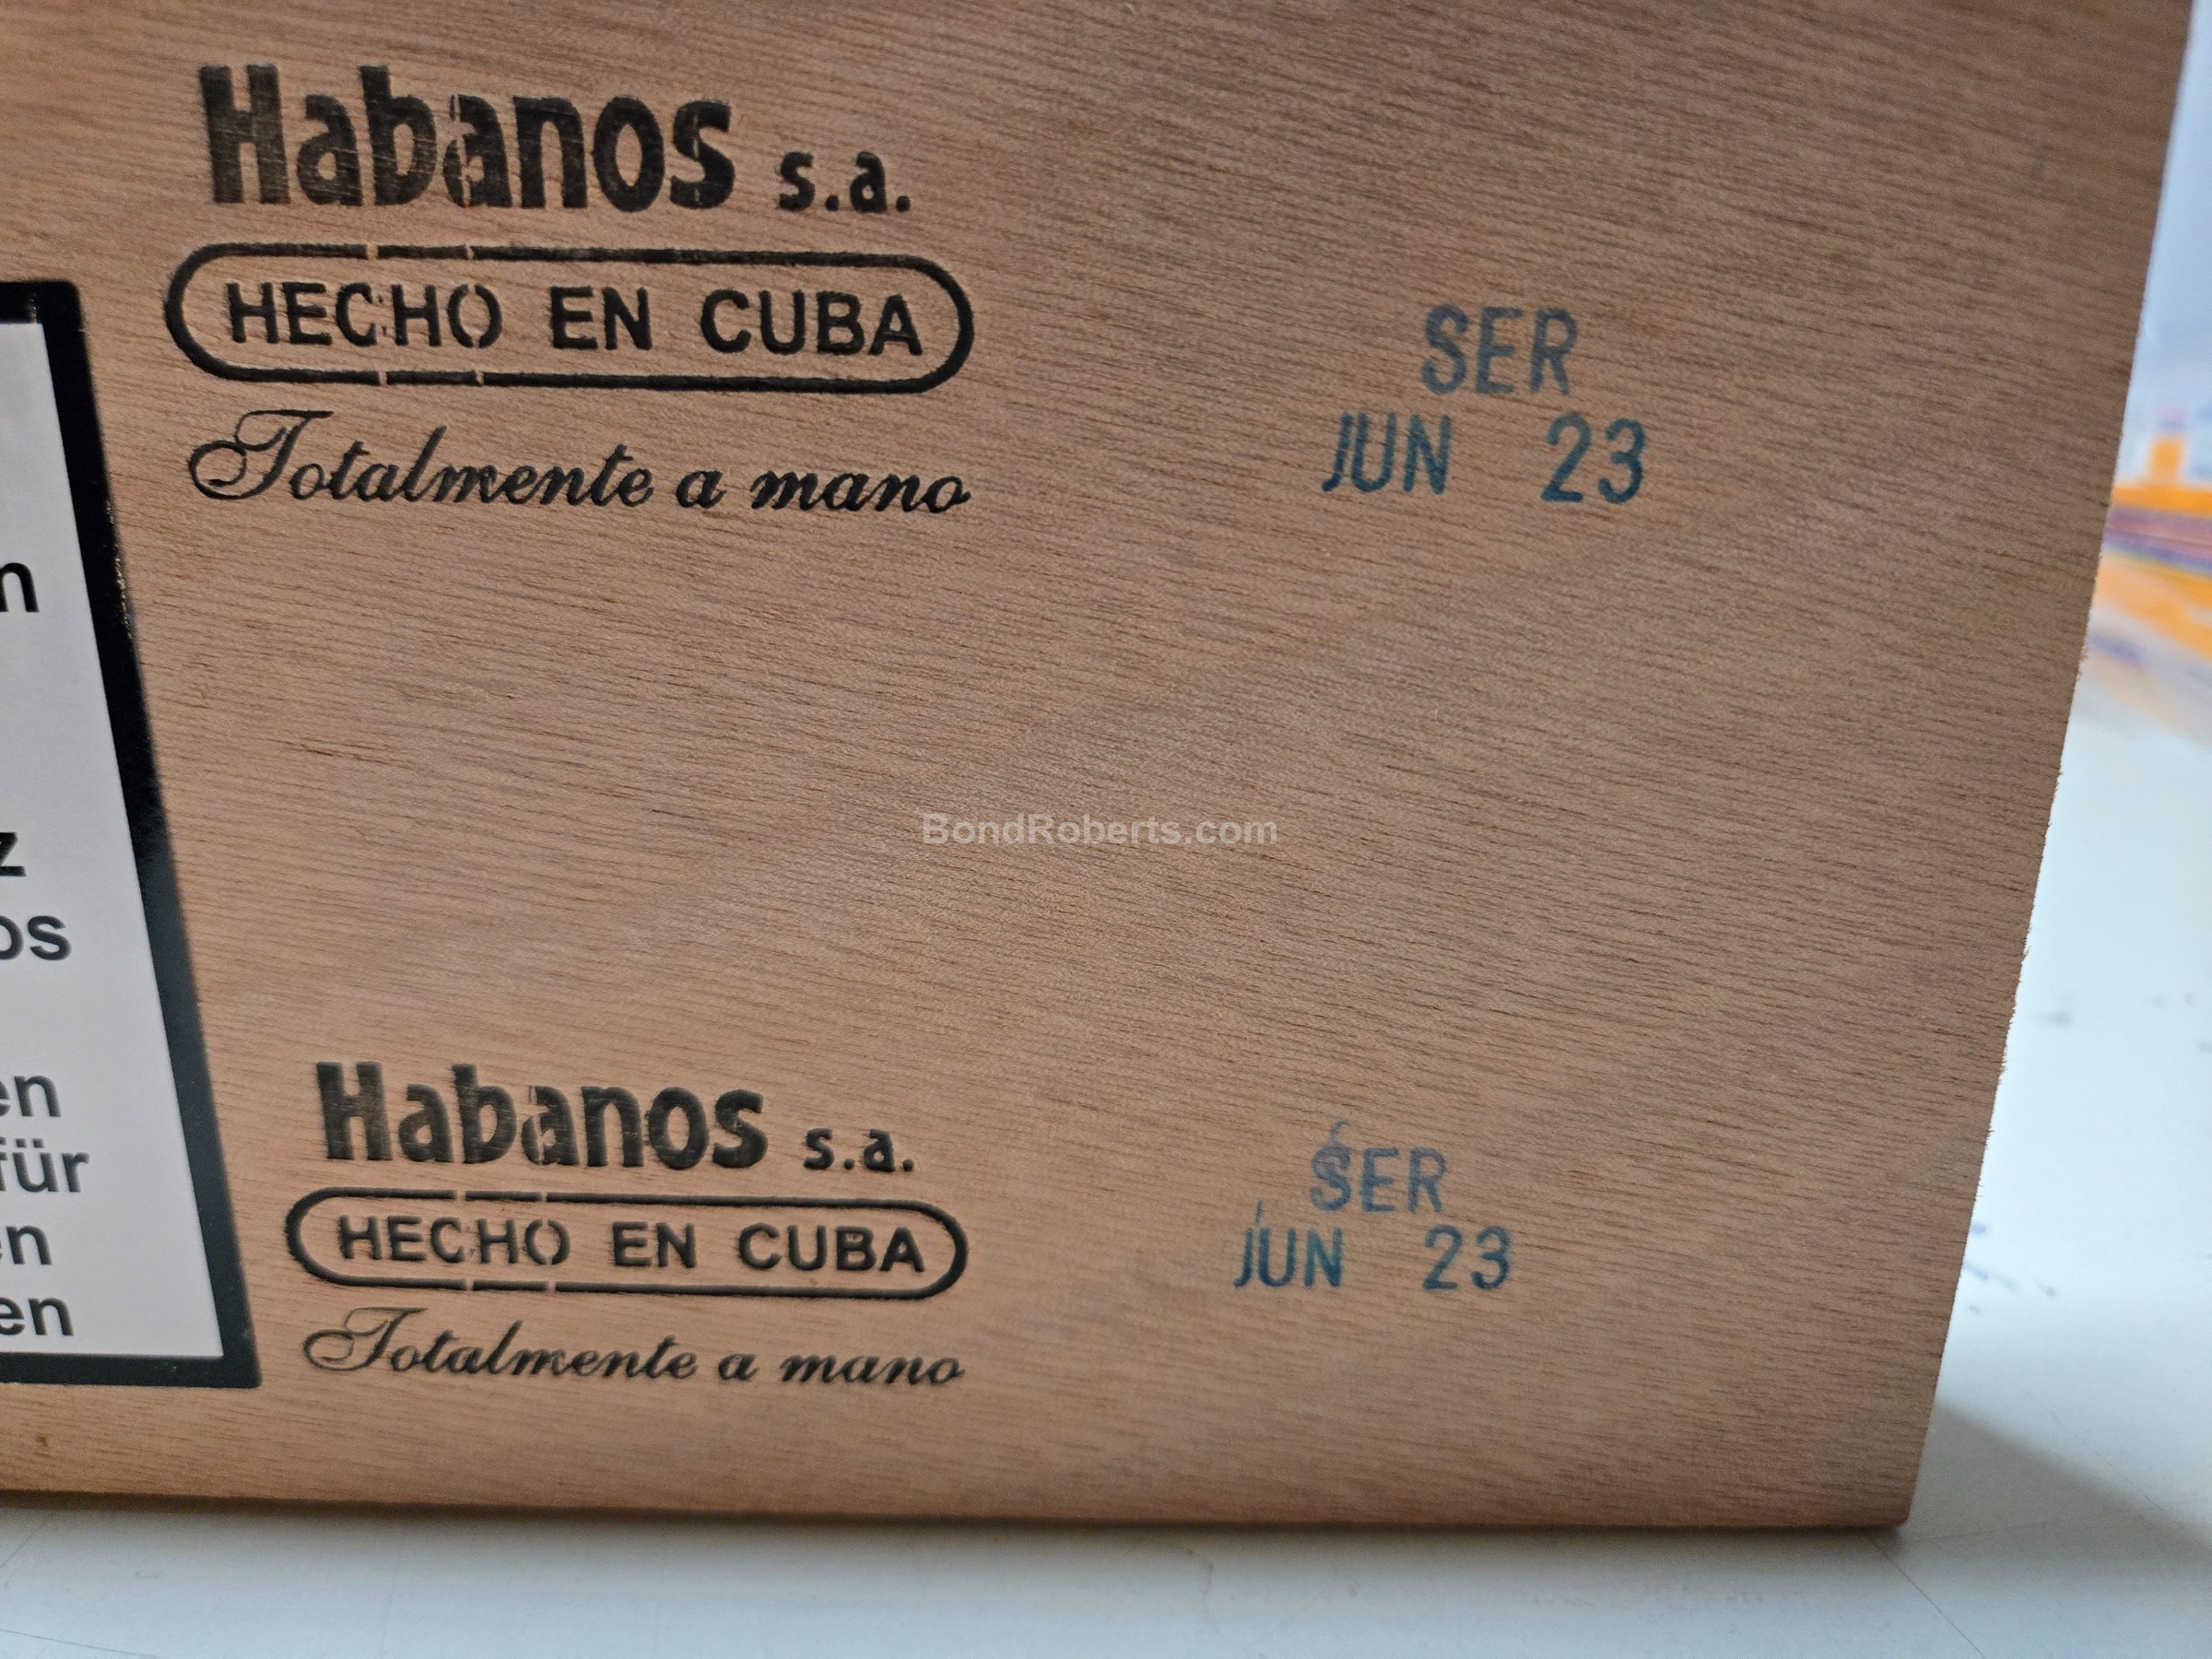 Habanos s.a.
HECHO EN CUBA
Totalmente a mano
SER
JUN 23
n
z
os
BondRoberts.com
en
für
en
en
Habanos s.a.
HECHO EN CUBA
Totalmente a mano
SER
JUN 23